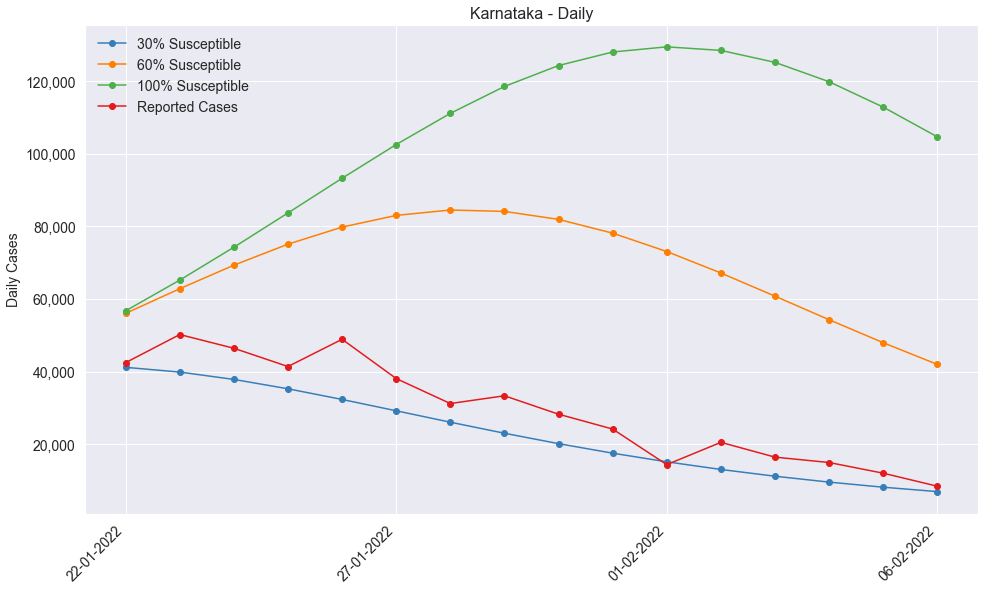 Karnataka - Daily
30% Susceptible
60% Susceptible
100% Susceptible
Reported Cases
Daily Cases
120,000
100,000
80,000
60,000
40,000
20,000
22-01-2022
27-01-2022
01-02-2022
06-02-2022